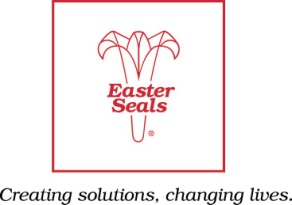 Easter
Seals
®
Creating solutions, changing lives.